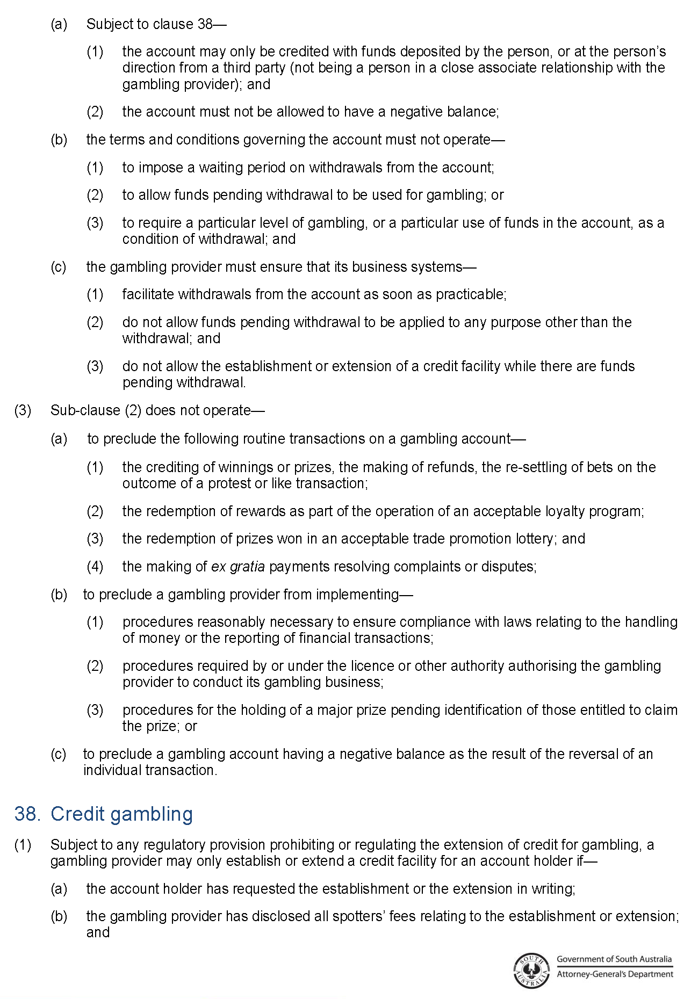 (a) Subject to clause 38—
(1) the account may only be credited with funds deposited by the person, or at the person’s
direction from a third party (not being a person in a close associate relationship with the
gambling provider); and
(2) the account must not be allowed to have a negative balance;
(b) the terms and conditions governing the account must not operate—
(1) to impose a waiting period on withdrawals from the account;
(2) to allow funds pending withdrawal to be used for gambling; or
(3) to require a particular level of gambling, or a particular use of funds in the account, as a
condition of withdrawal; and
(c) the gambling provider must ensure that its business systems—
(1) facilitate withdrawals from the account as soon as practicable;
(2) do not allow funds pending withdrawal to be applied to any purpose other than the
withdrawal; and
(3) do not allow the establishment or extension of a credit facility while there are funds
pending withdrawal.
(3) Sub-clause (2) does not operate—
(a) to preclude the following routine transactions on a gambling account—
(1) the crediting of winnings or prizes, the making of refunds, the re-settling of bets on the
outcome of a protest or like transaction;
(2) the redemption of rewards as part of the operation of an acceptable loyalty program;
(3) the redemption of prizes won in an acceptable trade promotion lottery; and
(4) the making of ex gratia payments resolving complaints or disputes;
(b) to preclude a gambling provider from implementing—
(1) procedures reasonably necessary to ensure compliance with laws relating to the handling
of money or the reporting of financial transactions;
(2) procedures required by or under the licence or other authority authorising the gambling
provider to conduct its gambling business;
(3) procedures for the holding of a major prize pending identification of those entitled to claim
the prize; or
(c) to preclude a gambling account having a negative balance as the result of the reversal of an
individual transaction.
38. Credit gambling
(1) Subject to any regulatory provision prohibiting or regulating the extension of credit for gambling, a
gambling provider may only establish or extend a credit facility for an account holder if—
(a) the account holder has requested the establishment or the extension in writing;
(b) the gambling provider has disclosed all spotters’ fees relating to the establishment or extension;
and
SOUTH AUSTRALIA
Government of South Australia
Attorney-General’s Department